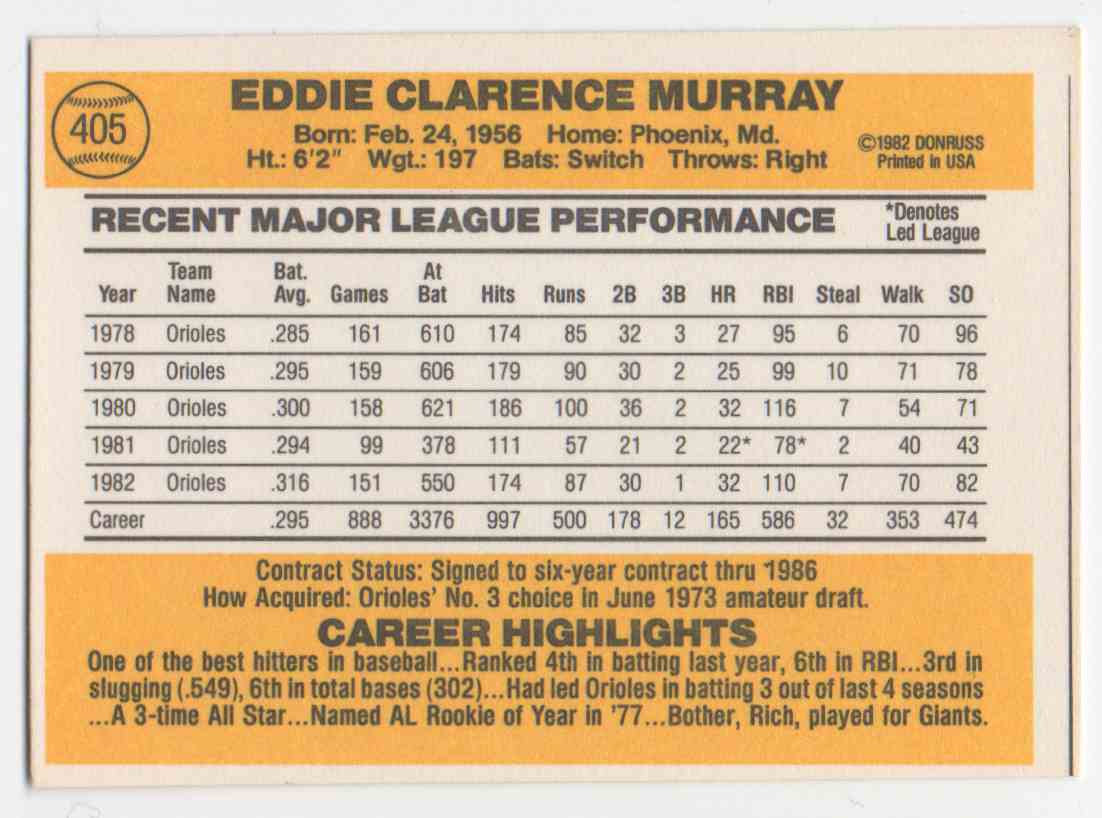 405
EDDIE CLARENCE MURRAY
Born: Feb. 24, 1956 Home: Phoenix, Md.
Ht.: 6'2" Wgt.: 197 Bats: Switch Throws: Right
©1982 DONRUSS
Printed in USA
RECENT MAJOR LEAGUE PERFORMANCE
*Denotes
Led League
Year Team Name Bat. Avg. Games At Bat Hits Runs 2B 3B HR RBI Steal Walk SO
1978 Orioles .285 161 610 174 85 32 3 27 95 6 70 96
1979 Orioles .295 159 606 179 90 30 2 25 99 10 71 78
1980 Orioles .300 158 621 186 100 36 2 32 116 7 54 71
1981 Orioles .294 99 378 111 57 21 2 22* 78* 2 40 43
1982 Orioles .316 151 550 174 87 30 1 32 110 7 70 82
Career .295 888 3376 997 500 178 12 165 586 32 353 474
Contract Status: Signed to six-year contract thru 1986
How Acquired: Orioles' No. 3 choice in June 1973 amateur draft.
CAREER HIGHLIGHTS
One of the best hitters in baseball...Ranked 4th in batting last year, 6th in RBI...3rd in
slugging (.549), 6th in total bases (302)...Had led Orioles in batting 3 out of last 4 seasons
...A 3-time All Star...Named AL Rookie of Year in '77...Bother, Rich, played for Giants.